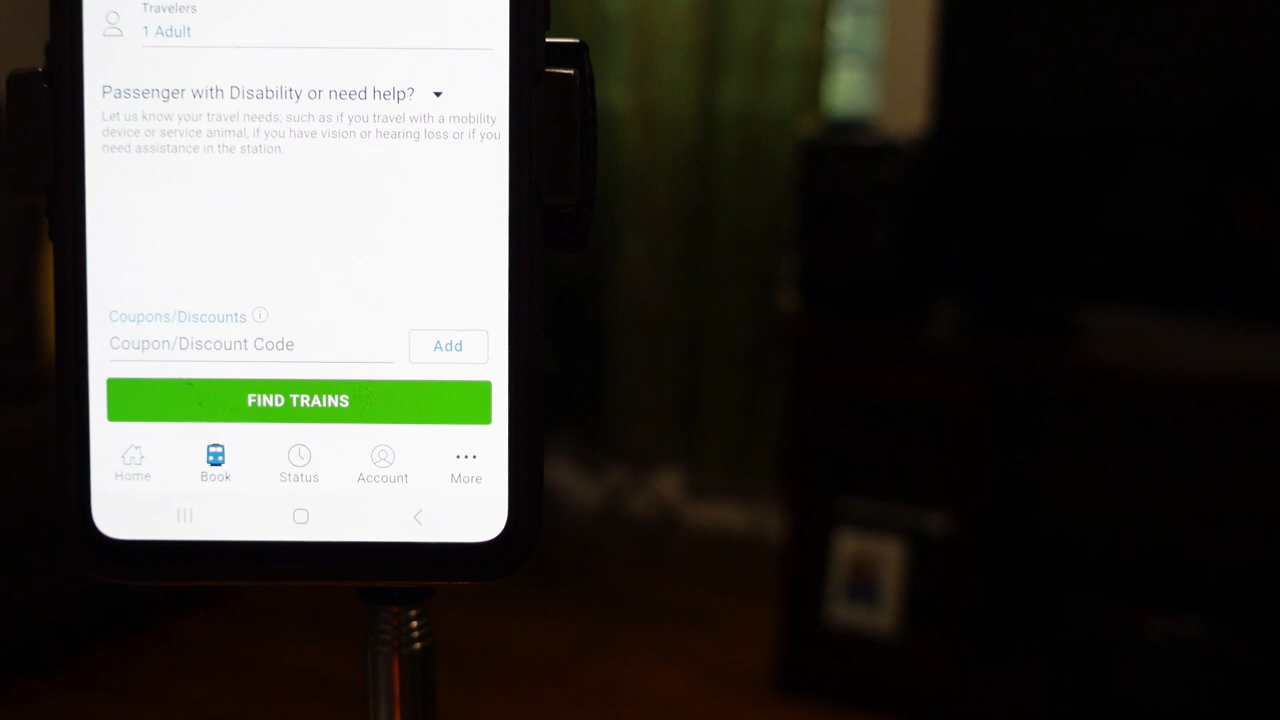 Travelers
1 Adult
Passenger with Disability or need help?
Let us know your travel needs; such as if you travel with a mobility
device or service animal, if you have vision or hearing loss or if you
need assistance in the station.
Coupons/Discounts
Coupon/Discount Code
Add
FIND TRAINS
Home
Book
Status
Account
More